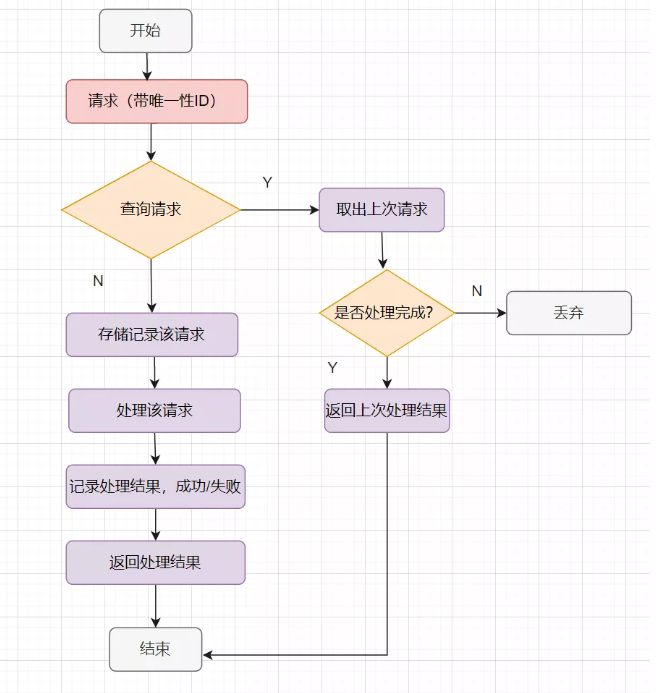 开始
请求（带唯一性ID）
查询请求
Y
取出上次请求
N
是否处理完成?
N
丢弃
存储记录该请求
Y
处理该请求
返回上次处理结果
记录处理结果，成功/失败
返回处理结果
结束